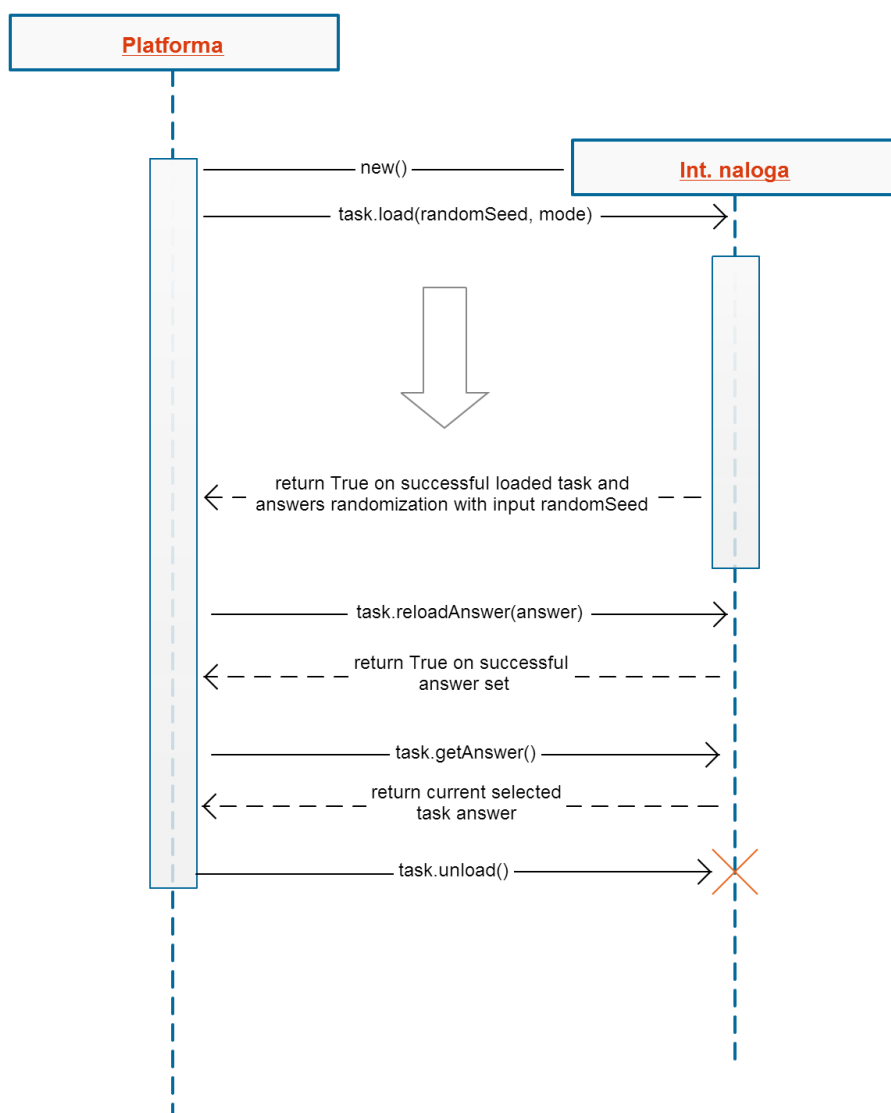 Platforma
new()
Int. naloga
task.load(randomSeed, mode)
return True on successful loaded task and
answers randomization with input randomSeed
task.reloadAnswer(answer)
return True on successful
answer set
task.getAnswer()
return current selected
task answer
task.unload()